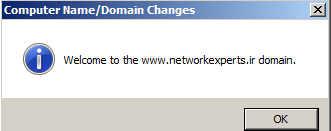 Computer Name/Domain Changes
Welcome to the www.networkexperts.ir domain.
OK